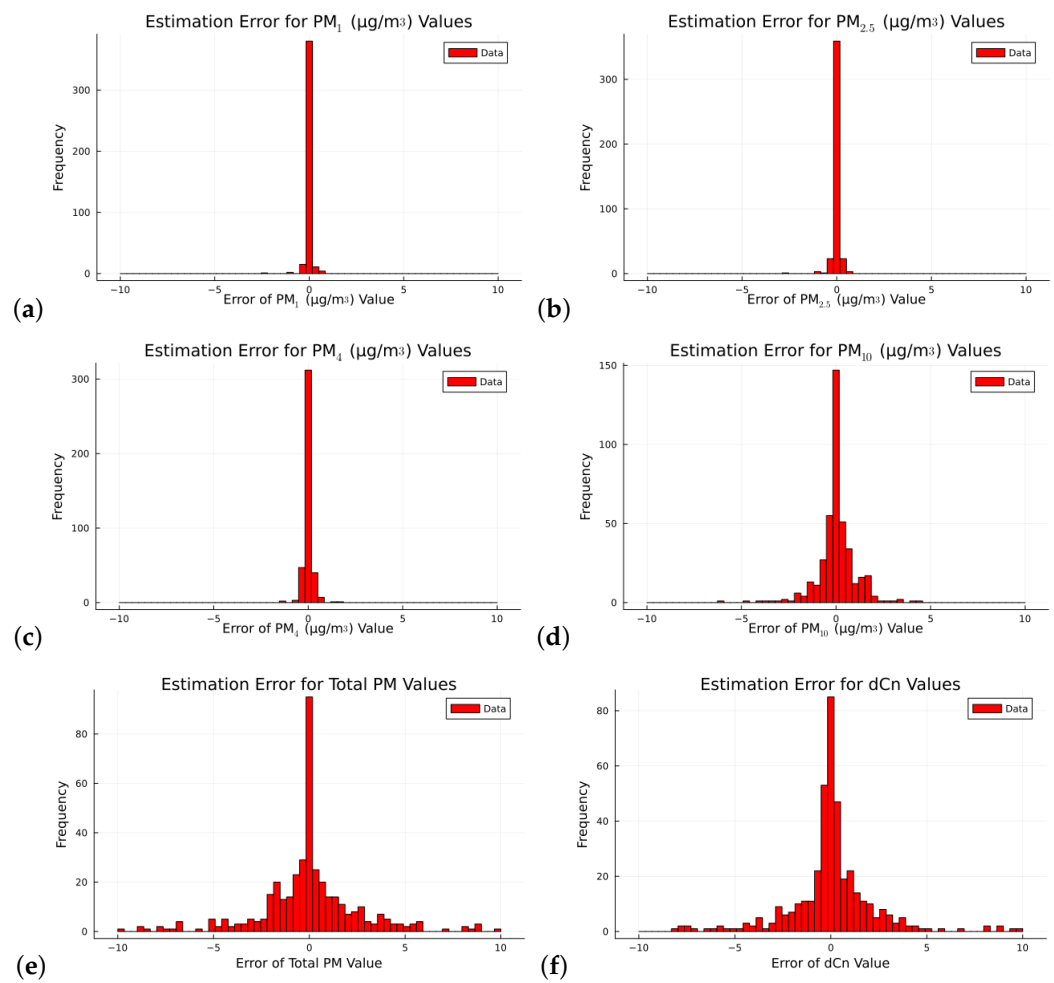 Estimation Error for PM₁ (µg/m³) Values
Data
Frequency
300
200
100
0
−10
−5
0
5
10
Error of PM₁ (µg/m³) Value
(a)
Estimation Error for PM₂.₅ (µg/m³) Values
Data
Frequency
300
200
100
0
−10
−5
0
5
10
Error of PM₂.₅ (µg/m³) Value
(b)
Estimation Error for PM₄ (µg/m³) Values
Data
Frequency
300
200
100
0
−10
−5
0
5
10
Error of PM₄ (µg/m³) Value
(c)
Estimation Error for PM₁₀ (µg/m³) Values
Data
Frequency
150
100
50
0
−10
−5
0
5
10
Error of PM₁₀ (µg/m³) Value
(d)
Estimation Error for Total PM Values
Data
Frequency
80
60
40
20
0
−10
−5
0
5
10
Error of Total PM Value
(e)
Estimation Error for dCn Values
Data
Frequency
80
60
40
20
0
−10
−5
0
5
10
Error of dCn Value
(f)